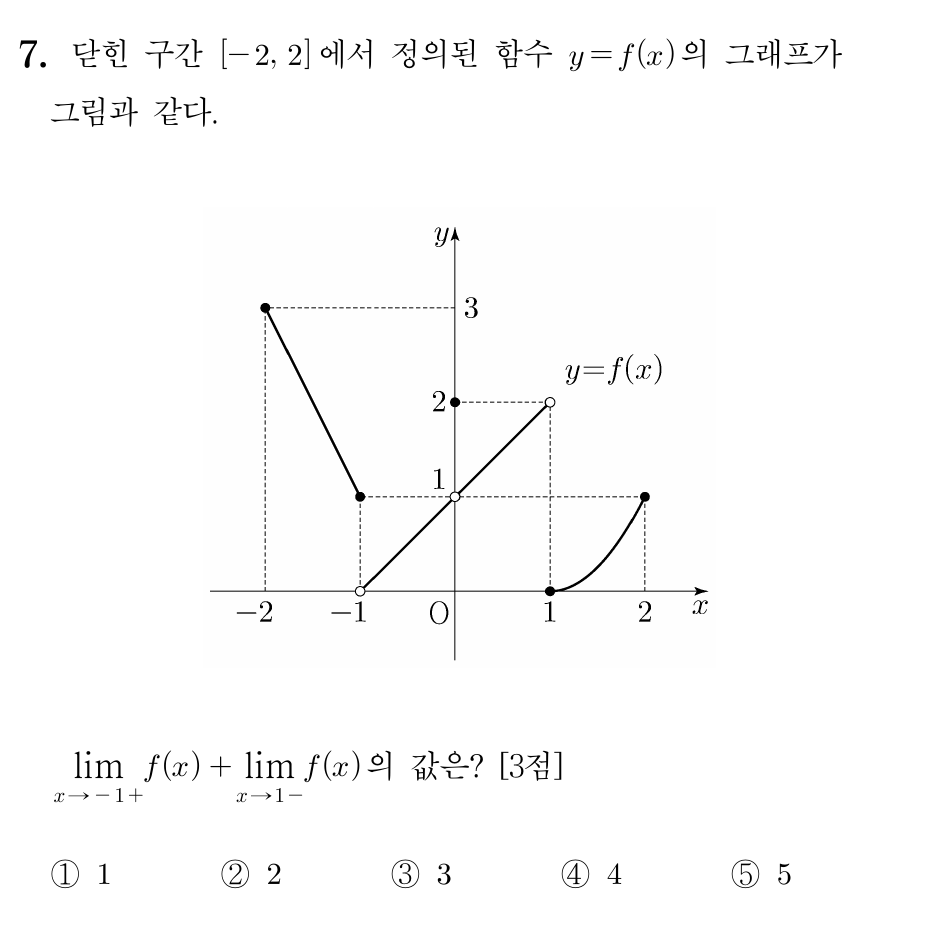 7. 닫힌 구간 [−2, 2]에서 정의된 함수 y=f(x)의 그래프가
그림과 같다.
y
3
y=f(x)
2
1
−2 −1 O 1 2 x
lim f(x)+lim f(x)의 값은? [3점]
x→−1+ x→1−
① 1 ② 2 ③ 3 ④ 4 ⑤ 5